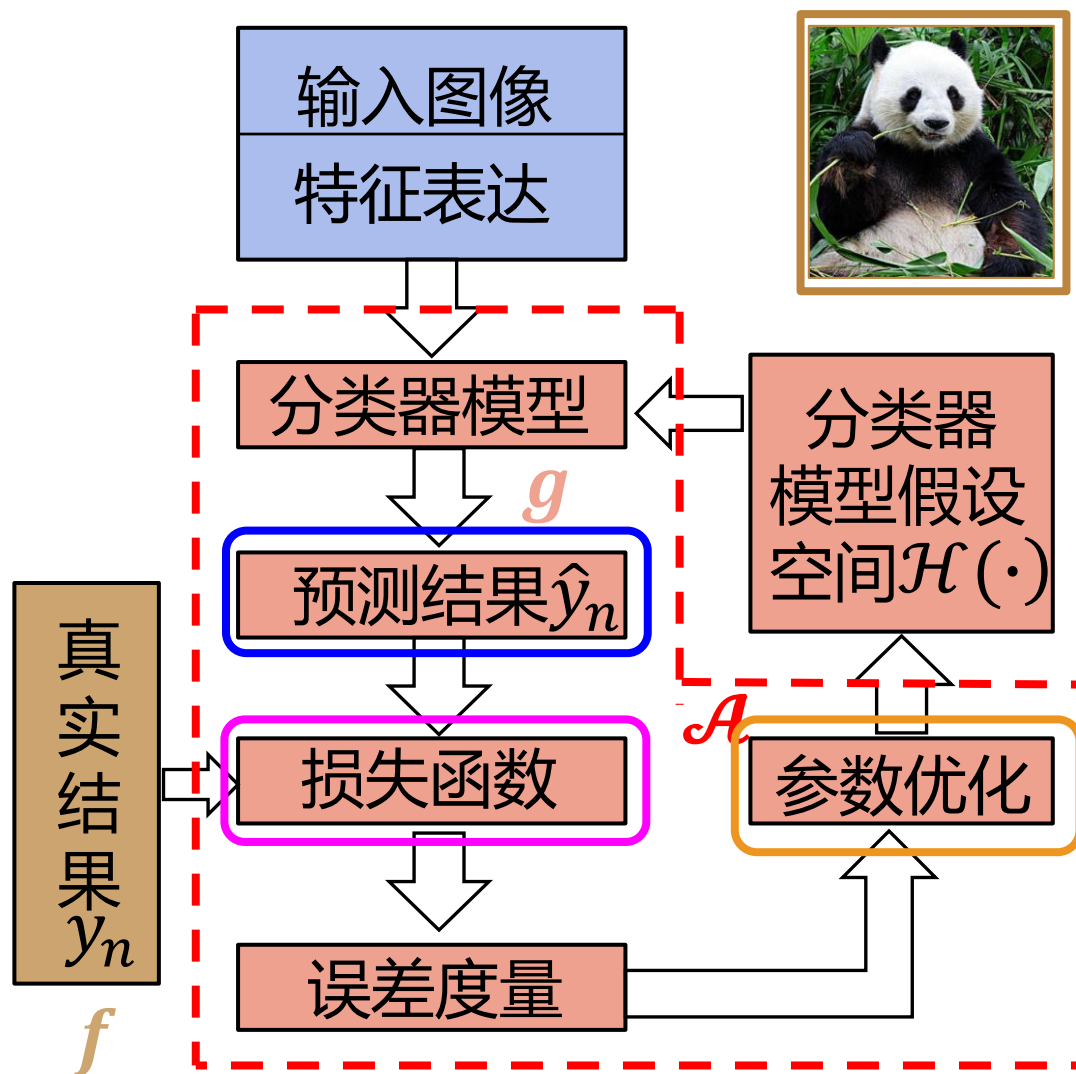 输入图像
特征表达
分类器模型
g
分类器
模型假设
空间ℋ(·)
预测结果ŷₙ
真
实
结
果
yₙ
f
损失函数
𝒜
参数优化
误差度量